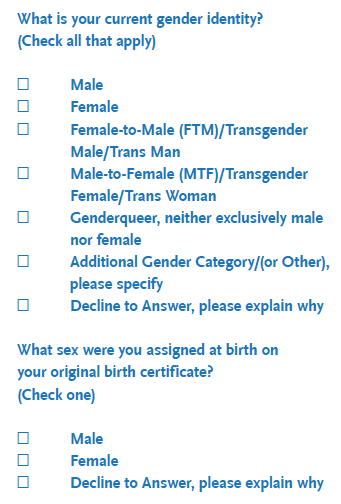 What is your current gender identity?
(Check all that apply)
☐ Male
☐ Female
☐ Female-to-Male (FTM)/Transgender
Male/Trans Man
☐ Male-to-Female (MTF)/Transgender
Female/Trans Woman
☐ Genderqueer, neither exclusively male
nor female
☐ Additional Gender Category/(or Other),
please specify
☐ Decline to Answer, please explain why
What sex were you assigned at birth on
your original birth certificate?
(Check one)
☐ Male
☐ Female
☐ Decline to Answer, please explain why